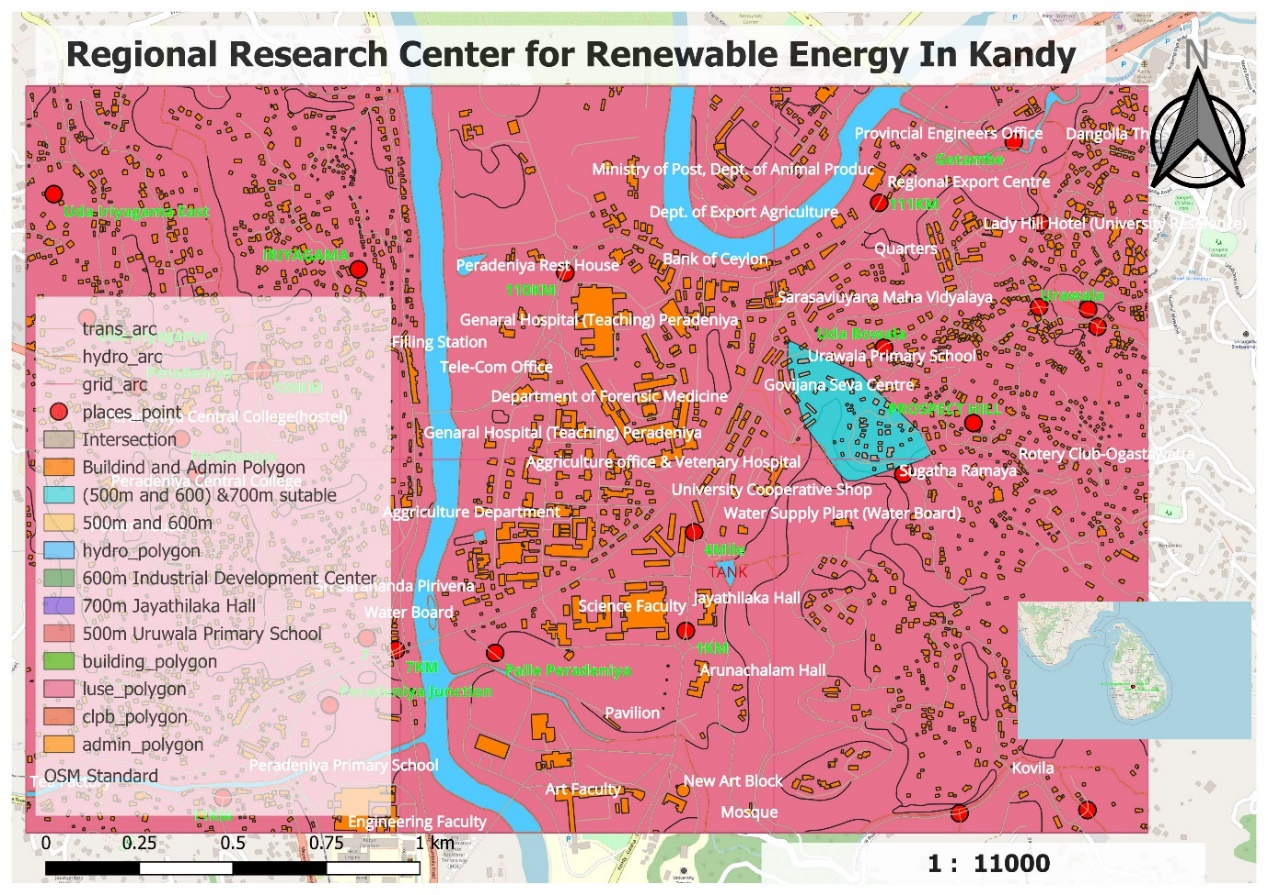 Regional Research Center for Renewable Energy In Kandy
N
Provincial Engineers Office
Gatambe
Ministry of Post, Dept. of Animal Produc
Regional Export Centre
111KM
Uda Iriyagama East
Dept. of Export Agriculture
Lady Hill Hotel (University
Quarters
IRIYAGAMA
Bank of Ceylon
Peradeniya Rest House
110KM
Sarasaviuyana Maha Vidyalaya
Urawala
Genaral Hospital (Teaching) Peradeniya
Uda Bowala
Filling Station
Urawala Primary School
Tele-Com Office
Govijana Seva Centre
Department of Forensic Medicine
PROSPECT HILL
Genaral Hospital (Teaching) Peradeniya
Rotery Club-Ogastawatta
Aggriculture office & Vetenary Hospital
Sugatha Ramaya
University Cooperative Shop
Aggriculture Department
Water Supply Plant (Water Board)
4Mile
TANK
Sri Sarananda Pirivena
Jayathilaka Hall
Water Board
Science Faculty
1KM
7KM
Palle Peradeniya
Arunachalam Hall
Peradeniya Junction
Pavilion
Peradeniya Primary School
Kovila
New Art Block
Art Faculty
Mosque
Engineering Faculty
trans_arc
hydro_arc
grid_arc
places_point
Central College(hostel)
Intersection
Buildind and Admin Polygon
Peradeniya Central College
(500m and 600) &700m sutable
500m and 600m
hydro_polygon
600m Industrial Development Center
700m Jayathilaka Hall
500m Uruwala Primary School
building_polygon
luse_polygon
clpb_polygon
admin_polygon
OSM Standard
Tea Factory
0 0.25 0.5 0.75 1 km
1 : 11000